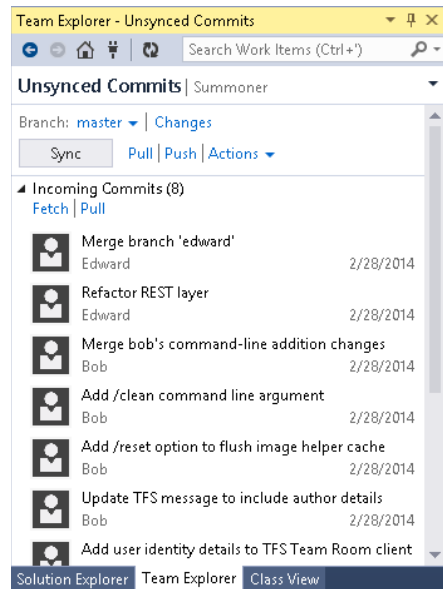 Team Explorer - Unsynced Commits
Search Work Items (Ctrl+')
Unsynced Commits | Summoner
Branch: master | Changes
Sync Pull | Push | Actions
Incoming Commits (8)
Fetch | Pull
Merge branch 'edward'
Edward 2/28/2014
Refactor REST layer
Edward 2/28/2014
Merge bob's command-line addition changes
Bob 2/28/2014
Add /clean command line argument
Bob 2/28/2014
Add /reset option to flush image helper cache
Bob 2/28/2014
Update TFS message to include author details
Bob 2/28/2014
Add user identity details to TFS Team Room client
Solution Explorer Team Explorer Class View